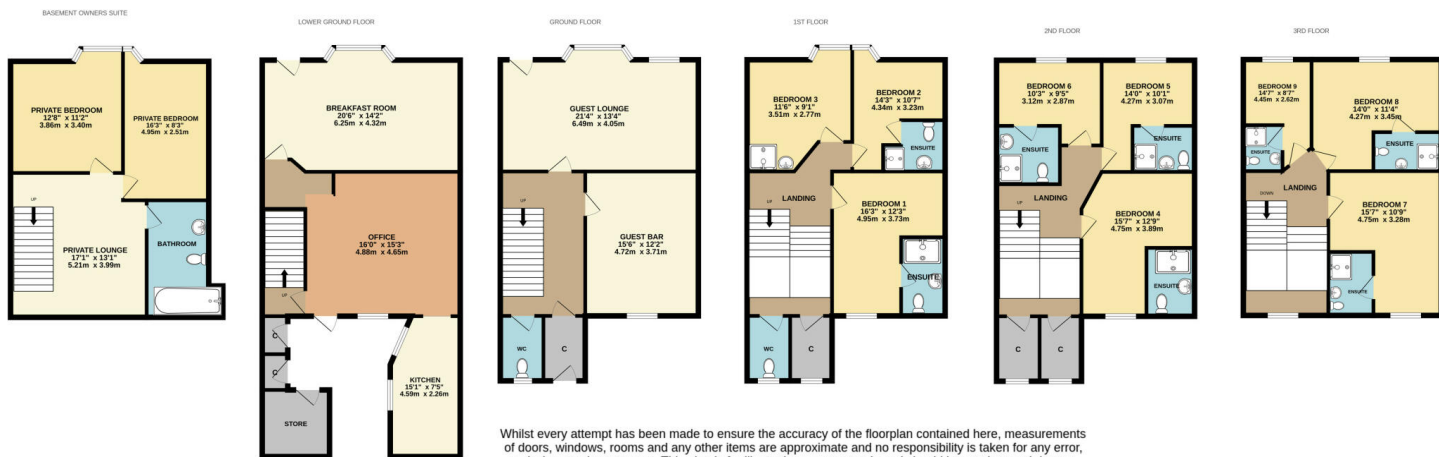 BASEMENT OWNERS SUITE
PRIVATE BEDROOM
12'8" x 11'2"
3.86m x 3.40m
PRIVATE BEDROOM
16'3" x 8'3"
4.95m x 2.51m
UP
PRIVATE LOUNGE
17'1" x 13'1"
5.21m x 3.99m
BATHROOM
LOWER GROUND FLOOR
BREAKFAST ROOM
20'6" x 14'2"
6.25m x 4.32m
OFFICE
16'0" x 15'3"
4.88m x 4.65m
UP
C
C
STORE
KITCHEN
15'1" x 7'5"
4.59m x 2.26m
GROUND FLOOR
GUEST LOUNGE
21'4" x 13'4"
6.49m x 4.05m
UP
GUEST BAR
15'6" x 12'2"
4.72m x 3.71m
WC
C
1ST FLOOR
BEDROOM 3
11'6" x 9'1"
3.51m x 2.77m
BEDROOM 2
14'3" x 10'7"
4.34m x 3.23m
ENSUITE
UP
LANDING
BEDROOM 1
16'3" x 12'3"
4.95m x 3.73m
ENSUITE
WC
C
2ND FLOOR
BEDROOM 6
10'3" x 9'5"
3.12m x 2.87m
BEDROOM 5
14'0" x 10'1"
4.27m x 3.07m
ENSUITE
ENSUITE
UP
LANDING
BEDROOM 4
15'7" x 12'9"
4.75m x 3.89m
ENSUITE
C
C
3RD FLOOR
BEDROOM 9
14'7" x 8'7"
4.45m x 2.62m
BEDROOM 8
14'0" x 11'4"
4.27m x 3.45m
ENSUITE
ENSUITE
DOWN
LANDING
BEDROOM 7
15'7" x 10'9"
4.75m x 3.28m
ENSUITE
Whilst every attempt has been made to ensure the accuracy of the floorplan contained here, measurements
of doors, windows, rooms and any other items are approximate and no responsibility is taken for any error,